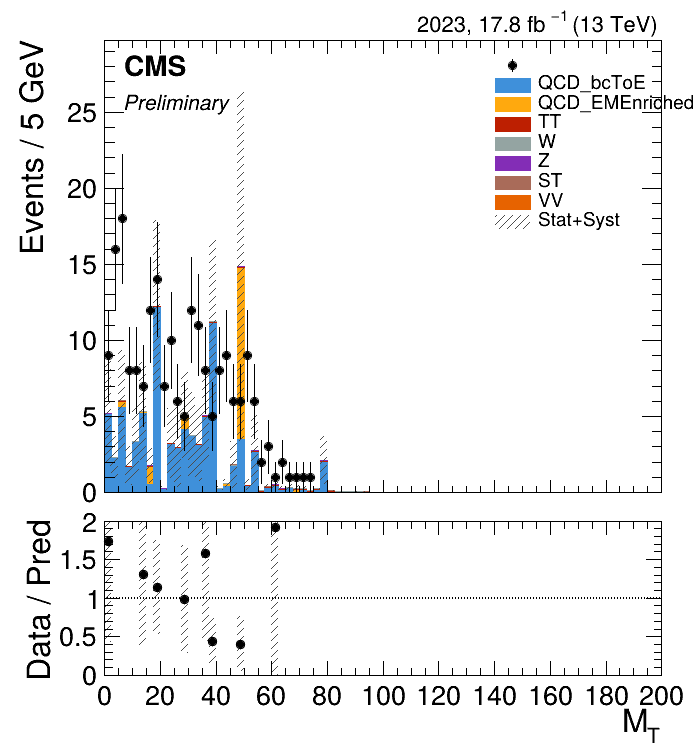 2023, 17.8 fb⁻¹ (13 TeV)
CMS
Preliminary
QCD_bcToE
QCD_EMEnriched
TT
W
Z
ST
VV
Stat+Syst
Events / 5 GeV
25
20
15
10
5
0
Data / Pred
2
1.5
1
0.5
0
0 20 40 60 80 100 120 140 160 180 200
M_T